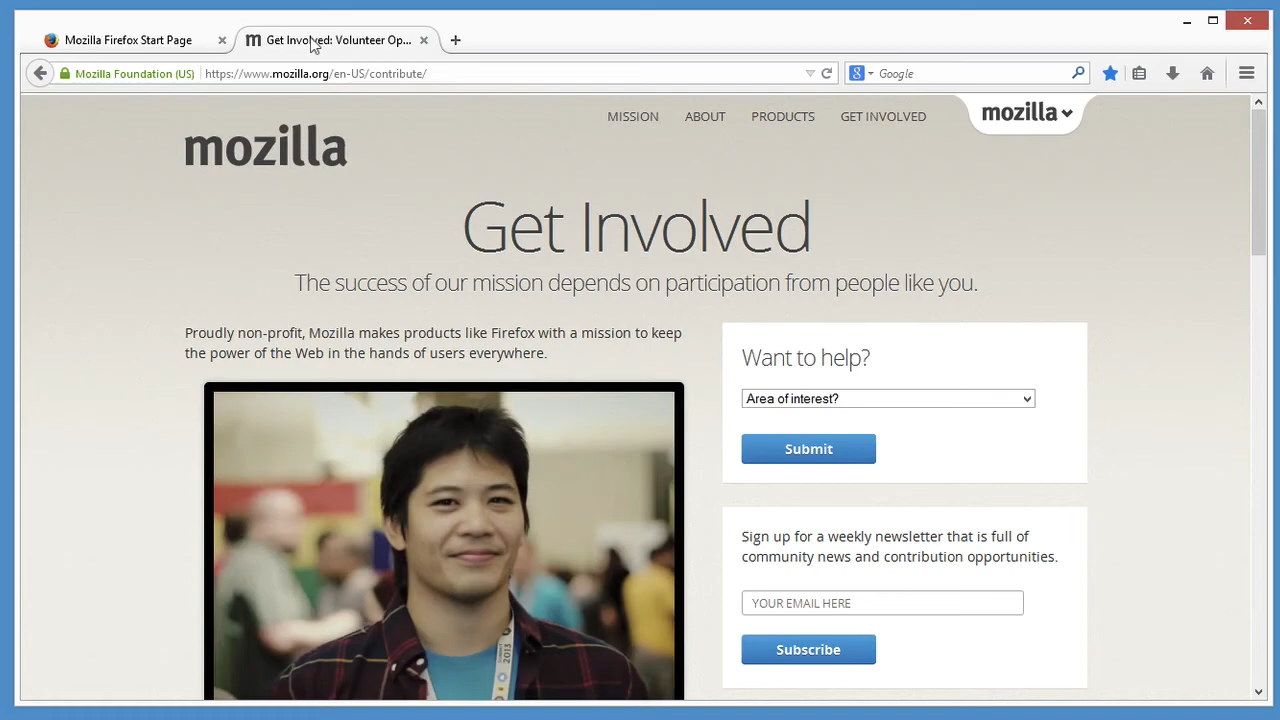 Mozilla Firefox Start Page
Get Involved: Volunteer Op...
Mozilla Foundation (US)
https://www.mozilla.org/en-US/contribute/
Google
MISSION ABOUT PRODUCTS GET INVOLVED
mozilla
mozilla
Get Involved
The success of our mission depends on participation from people like you.
Proudly non-profit, Mozilla makes products like Firefox with a mission to keep
the power of the Web in the hands of users everywhere.
Want to help?
Area of interest?
Submit
Sign up for a weekly newsletter that is full of
community news and contribution opportunities.
YOUR EMAIL HERE
Subscribe